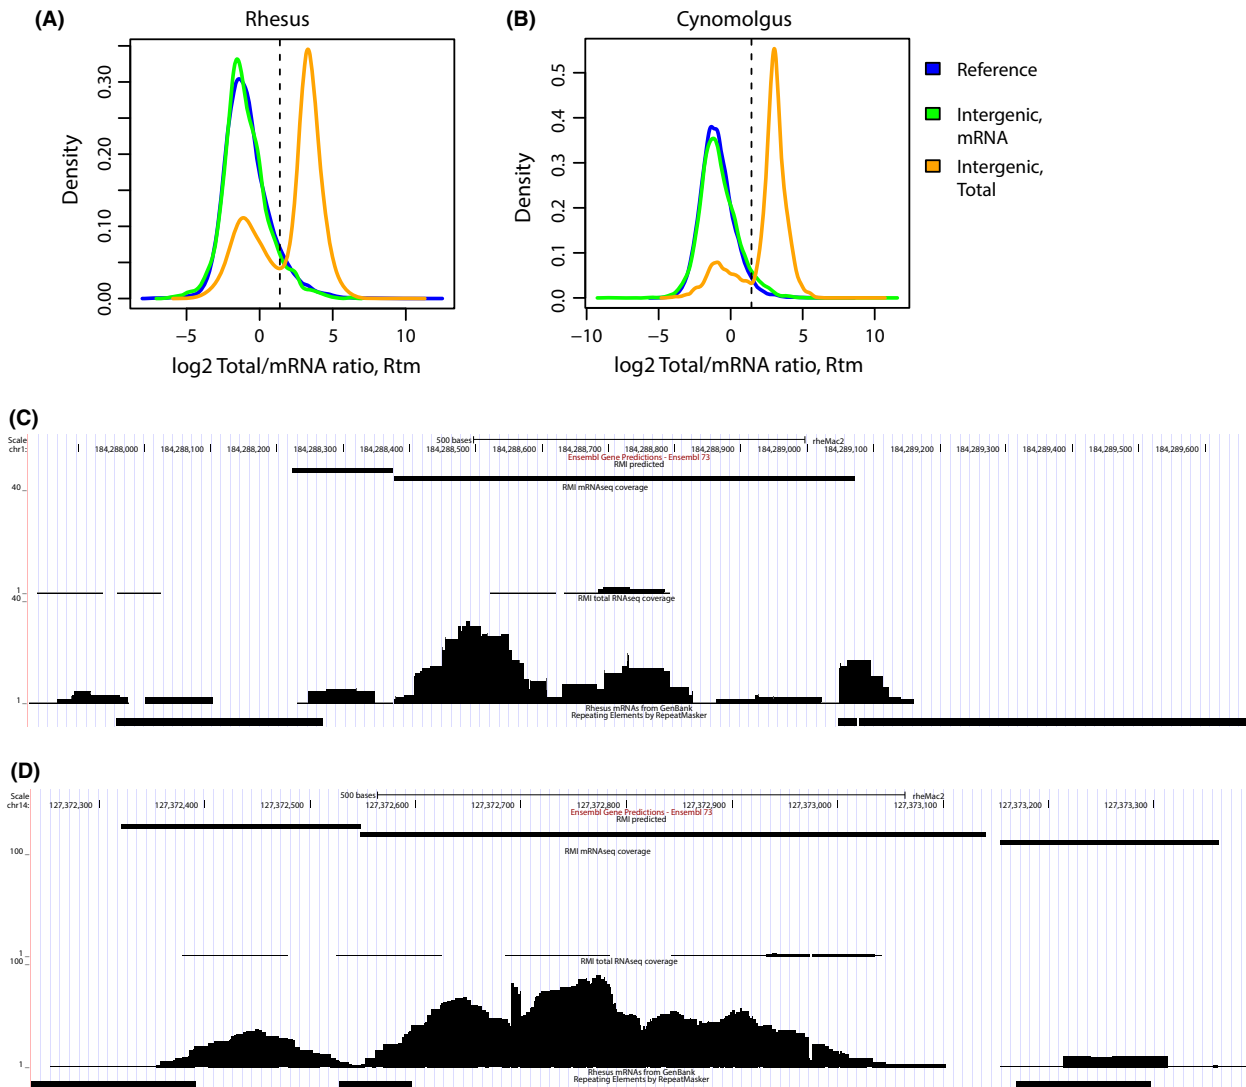 (A)
Rhesus
0.00
0.10
0.20
0.30
Density
−5
0
5
10
log2 Total/mRNA ratio, Rtm
(B)
Cynomolgus
0.0
0.1
0.2
0.3
0.4
0.5
Density
−10
−5
0
5
10
log2 Total/mRNA ratio, Rtm
Reference
Intergenic,
mRNA
Intergenic,
Total
(C)
Scale
500 bases
rheMac2
chr1:
184,288,000
184,288,100
184,288,200
184,288,300
184,288,400
184,288,500
184,288,600
184,288,700
184,288,800
184,288,900
184,289,000
184,289,100
184,289,200
184,289,300
184,289,400
184,289,500
184,289,600
Ensembl Gene Predictions - Ensembl 73
RMI predicted
RMI mRNAseq coverage
40
1
RMI total RNAseq coverage
40
1
Rhesus mRNAs from GenBank
Repeating Elements by RepeatMasker
(D)
Scale
500 bases
rheMac2
chr14:
127,372,300
127,372,400
127,372,500
127,372,600
127,372,700
127,372,800
127,372,900
127,373,000
127,373,100
127,373,200
127,373,300
Ensembl Gene Predictions - Ensembl 73
RMI predicted
RMI mRNAseq coverage
100
1
RMI total RNAseq coverage
100
1
Rhesus mRNAs from GenBank
Repeating Elements by RepeatMasker